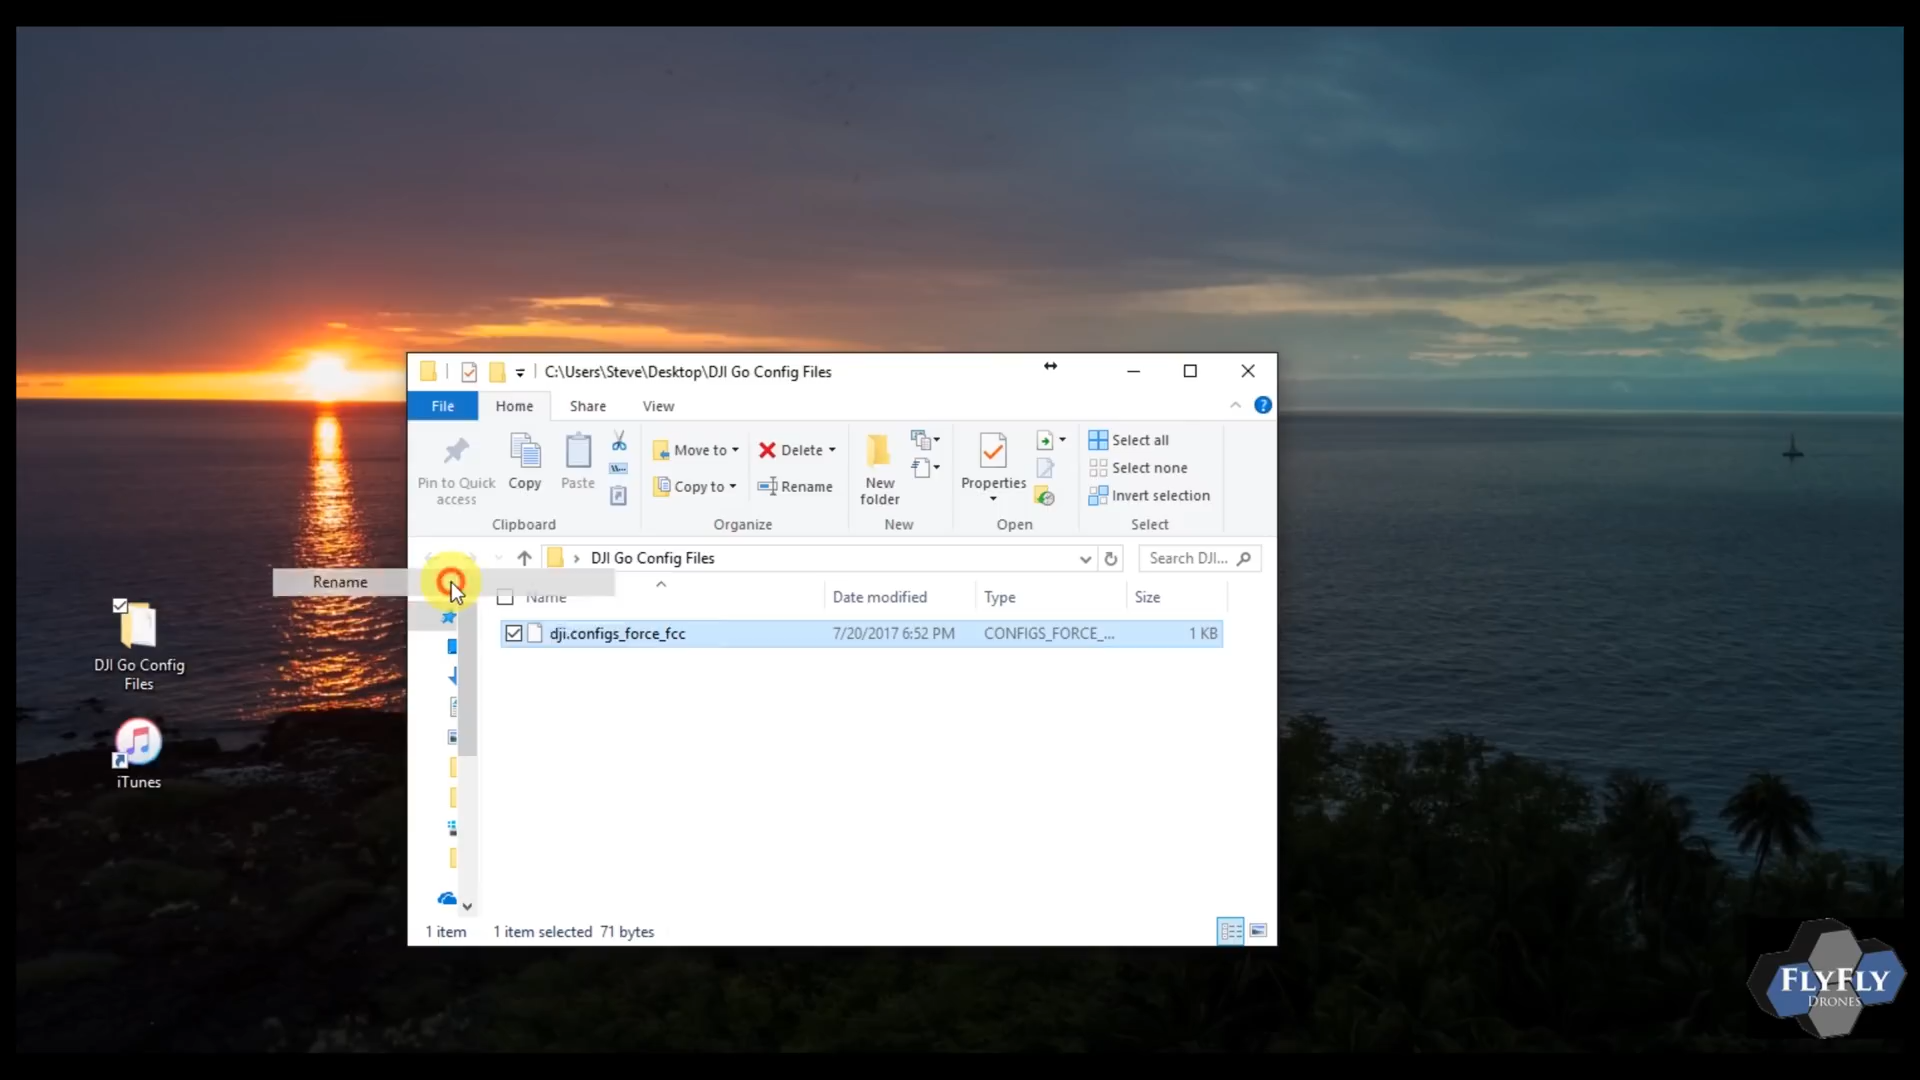 C:\Users\Steve\Desktop\DJI Go Config Files
File
Home
Share
View
Pin to Quick
access
Copy
Paste
Move to
Copy to
Delete
Rename
New
folder
Properties
Select all
Select none
Invert selection
Clipboard
Organize
New
Open
Select
DJI Go Config Files
Search DJI...
Rename
Name
Date modified
Type
Size
dji.configs_force_fcc
7/20/2017 6:52 PM
CONFIGS_FORCE_...
1 KB
DJI Go Config
Files
iTunes
1 item
1 item selected
71 bytes
FLYFLY
DRONES